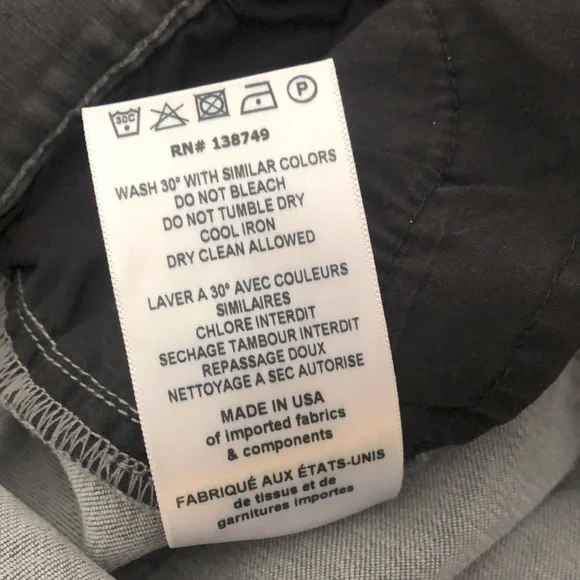 30C P
RN# 138749
WASH 30° WITH SIMILAR COLORS
DO NOT BLEACH
DO NOT TUMBLE DRY
COOL IRON
DRY CLEAN ALLOWED
LAVER A 30° AVEC COULEURS
SIMILAIRES
CHLORE INTERDIT
SECHAGE TAMBOUR INTERDIT
REPASSAGE DOUX
NETTOYAGE A SEC AUTORISE
MADE IN USA
of imported fabrics
& components
FABRIQUÉ AUX ÉTATS-UNIS
de tissus et de
garnitures importes